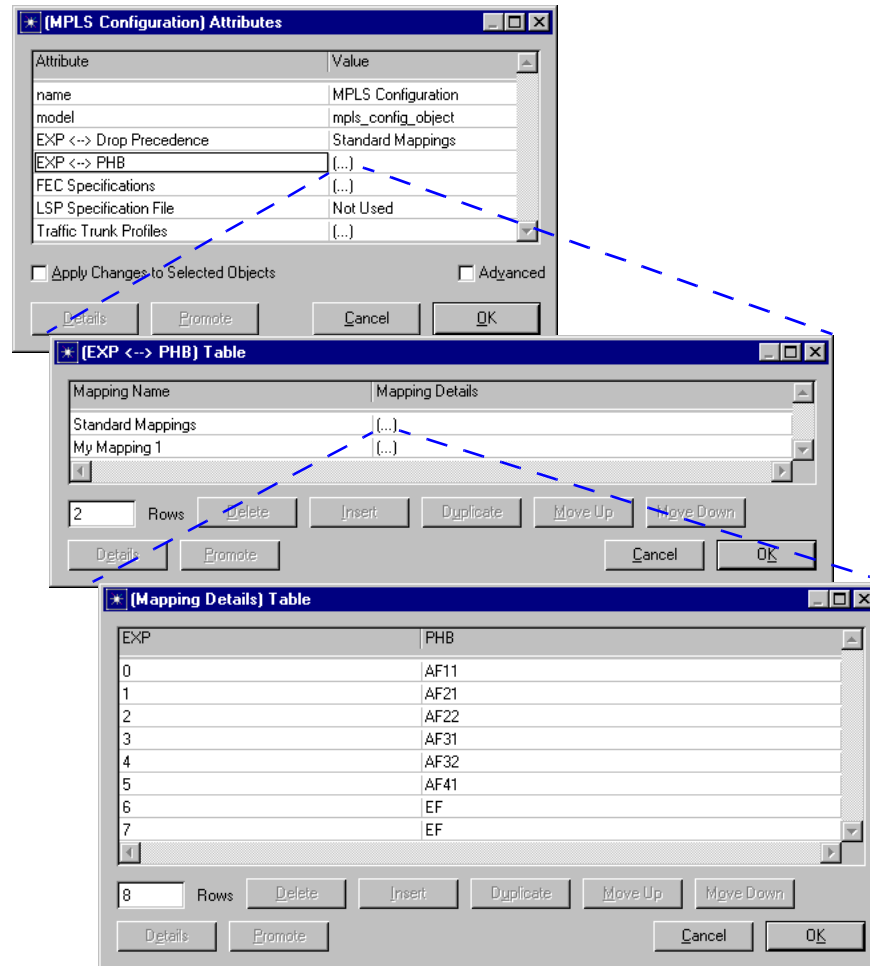 (MPLS Configuration) Attributes
Attribute Value
name MPLS Configuration
model mpls_config_object
EXP <--> Drop Precedence Standard Mappings
EXP <--> PHB (...)
FEC Specifications (...)
LSP Specification File Not Used
Traffic Trunk Profiles (...)
Apply Changes to Selected Objects Advanced
Details Promote Cancel OK
(EXP <--> PHB) Table
Mapping Name Mapping Details
Standard Mappings (...)
My Mapping 1 (...)
2 Rows Delete Insert Duplicate Move Up Move Down
Details Promote Cancel OK
(Mapping Details) Table
EXP PHB
0 AF11
1 AF21
2 AF22
3 AF31
4 AF32
5 AF41
6 EF
7 EF
8 Rows Delete Insert Duplicate Move Up Move Down
Details Promote Cancel OK